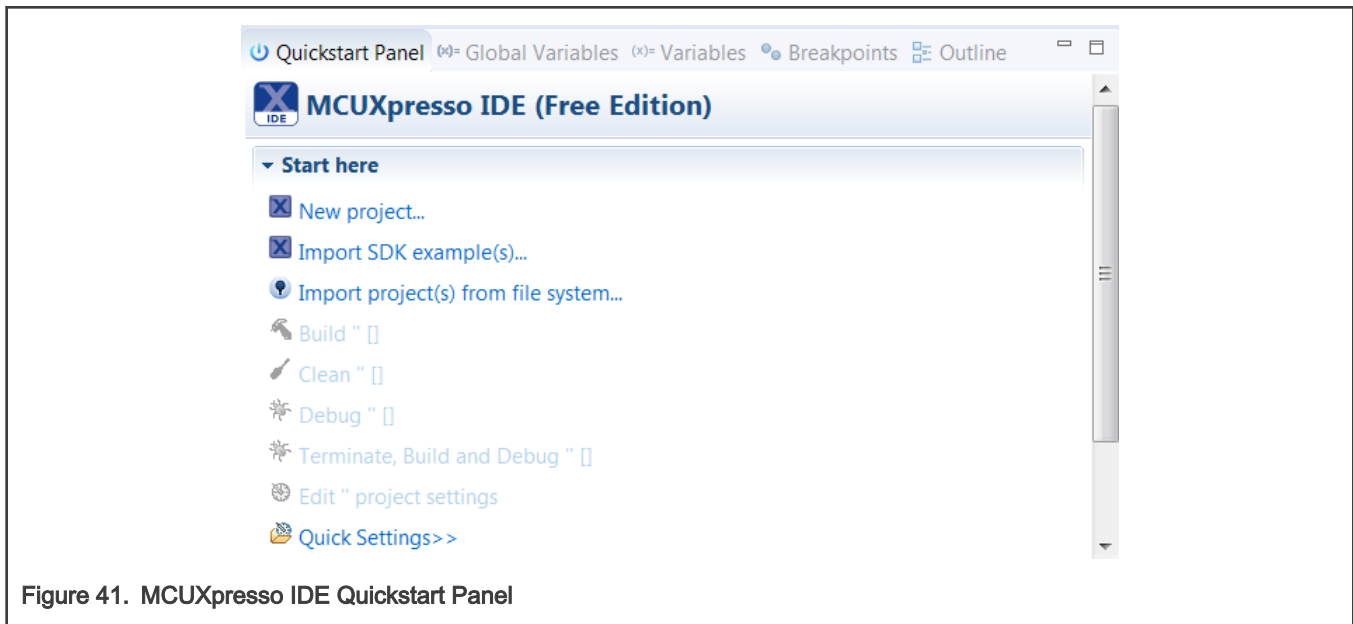 Quickstart Panel (x)= Global Variables (x)= Variables Breakpoints Outline
X IDE MCUXpresso IDE (Free Edition)
Start here
New project...
Import SDK example(s)...
Import project(s) from file system...
Build '' []
Clean '' []
Debug '' []
Terminate, Build and Debug '' []
Edit '' project settings
Quick Settings>>
Figure 41. MCUXpresso IDE Quickstart Panel